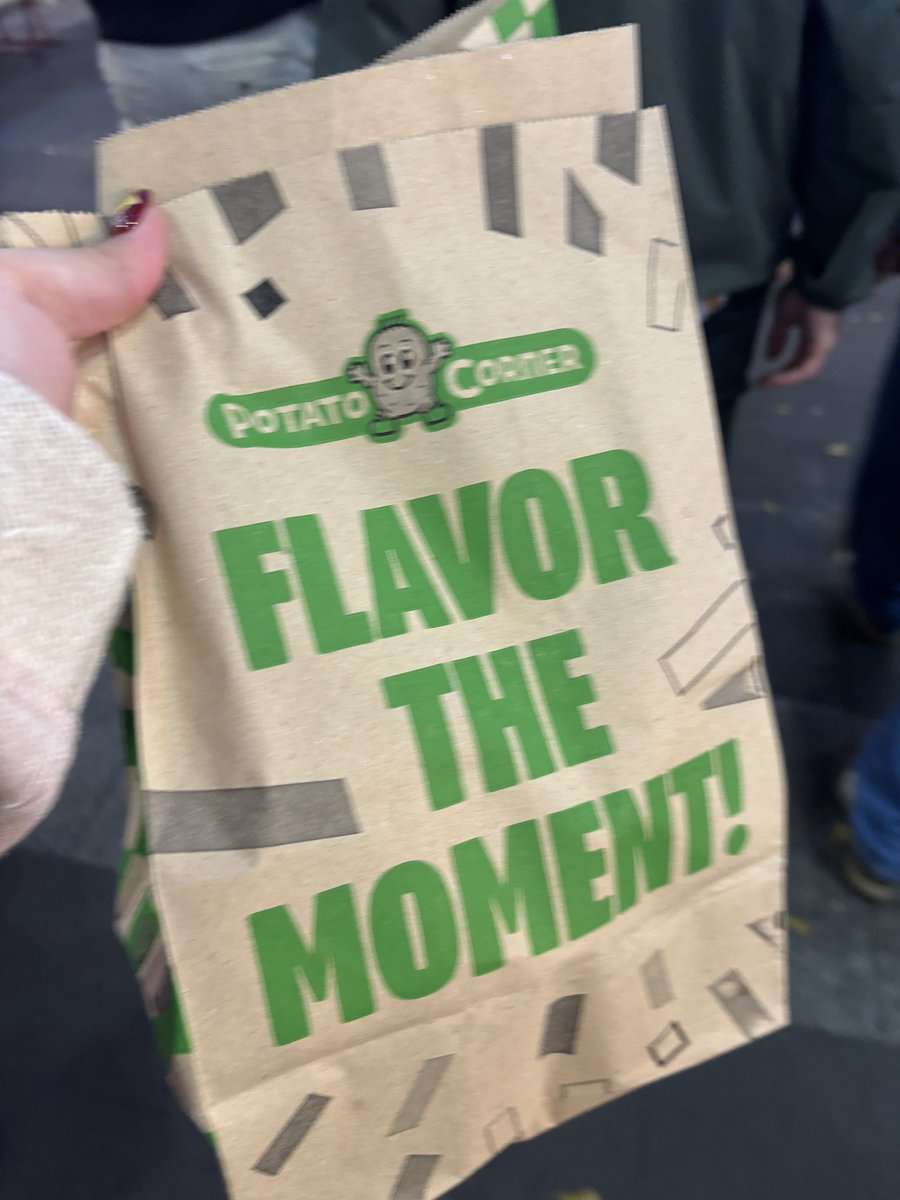 POTATO CORNER
FLAVOR
THE
MOMENT!